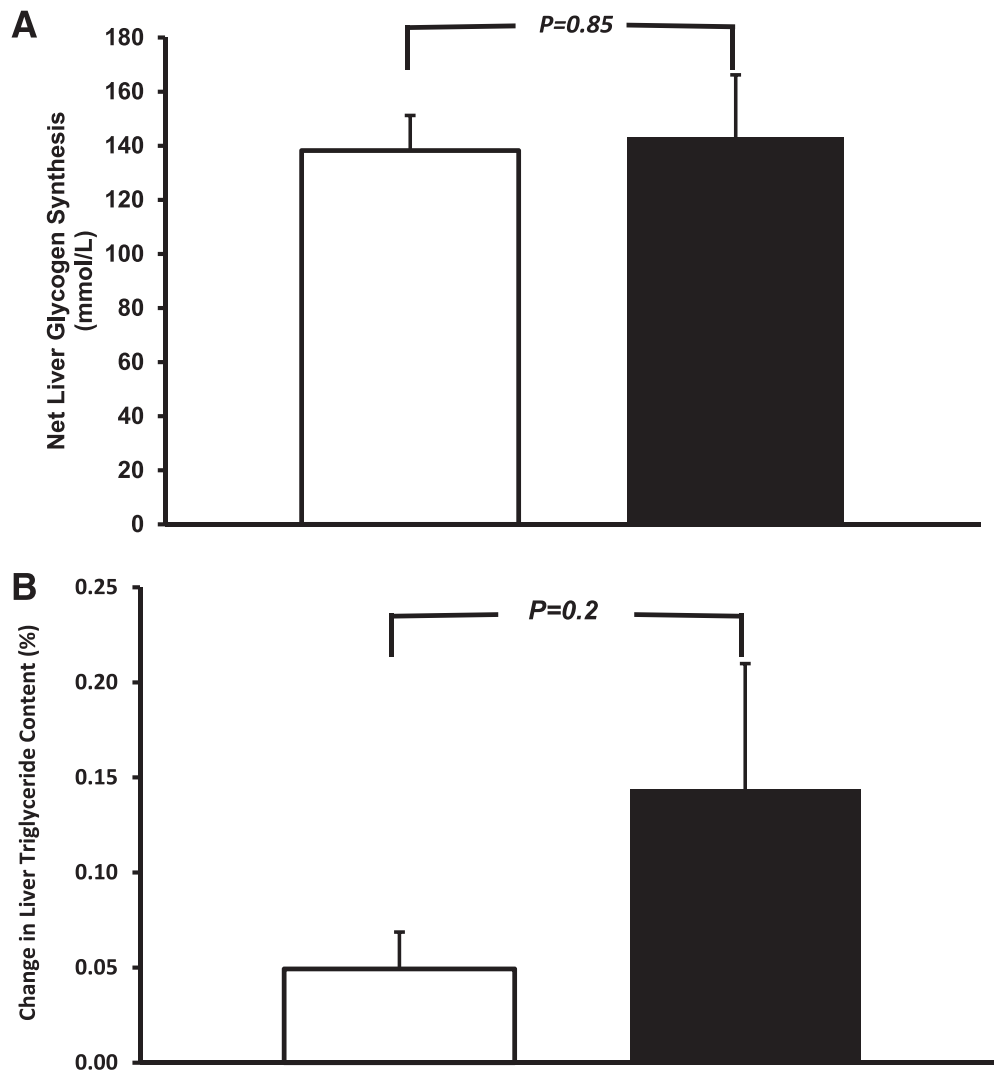 A
P=0.85
Net Liver Glycogen Synthesis
(mmol/L)
180
160
140
120
100
80
60
40
20
0
B
P=0.2
Change in Liver Triglyceride Content (%)
0.25
0.20
0.15
0.10
0.05
0.00